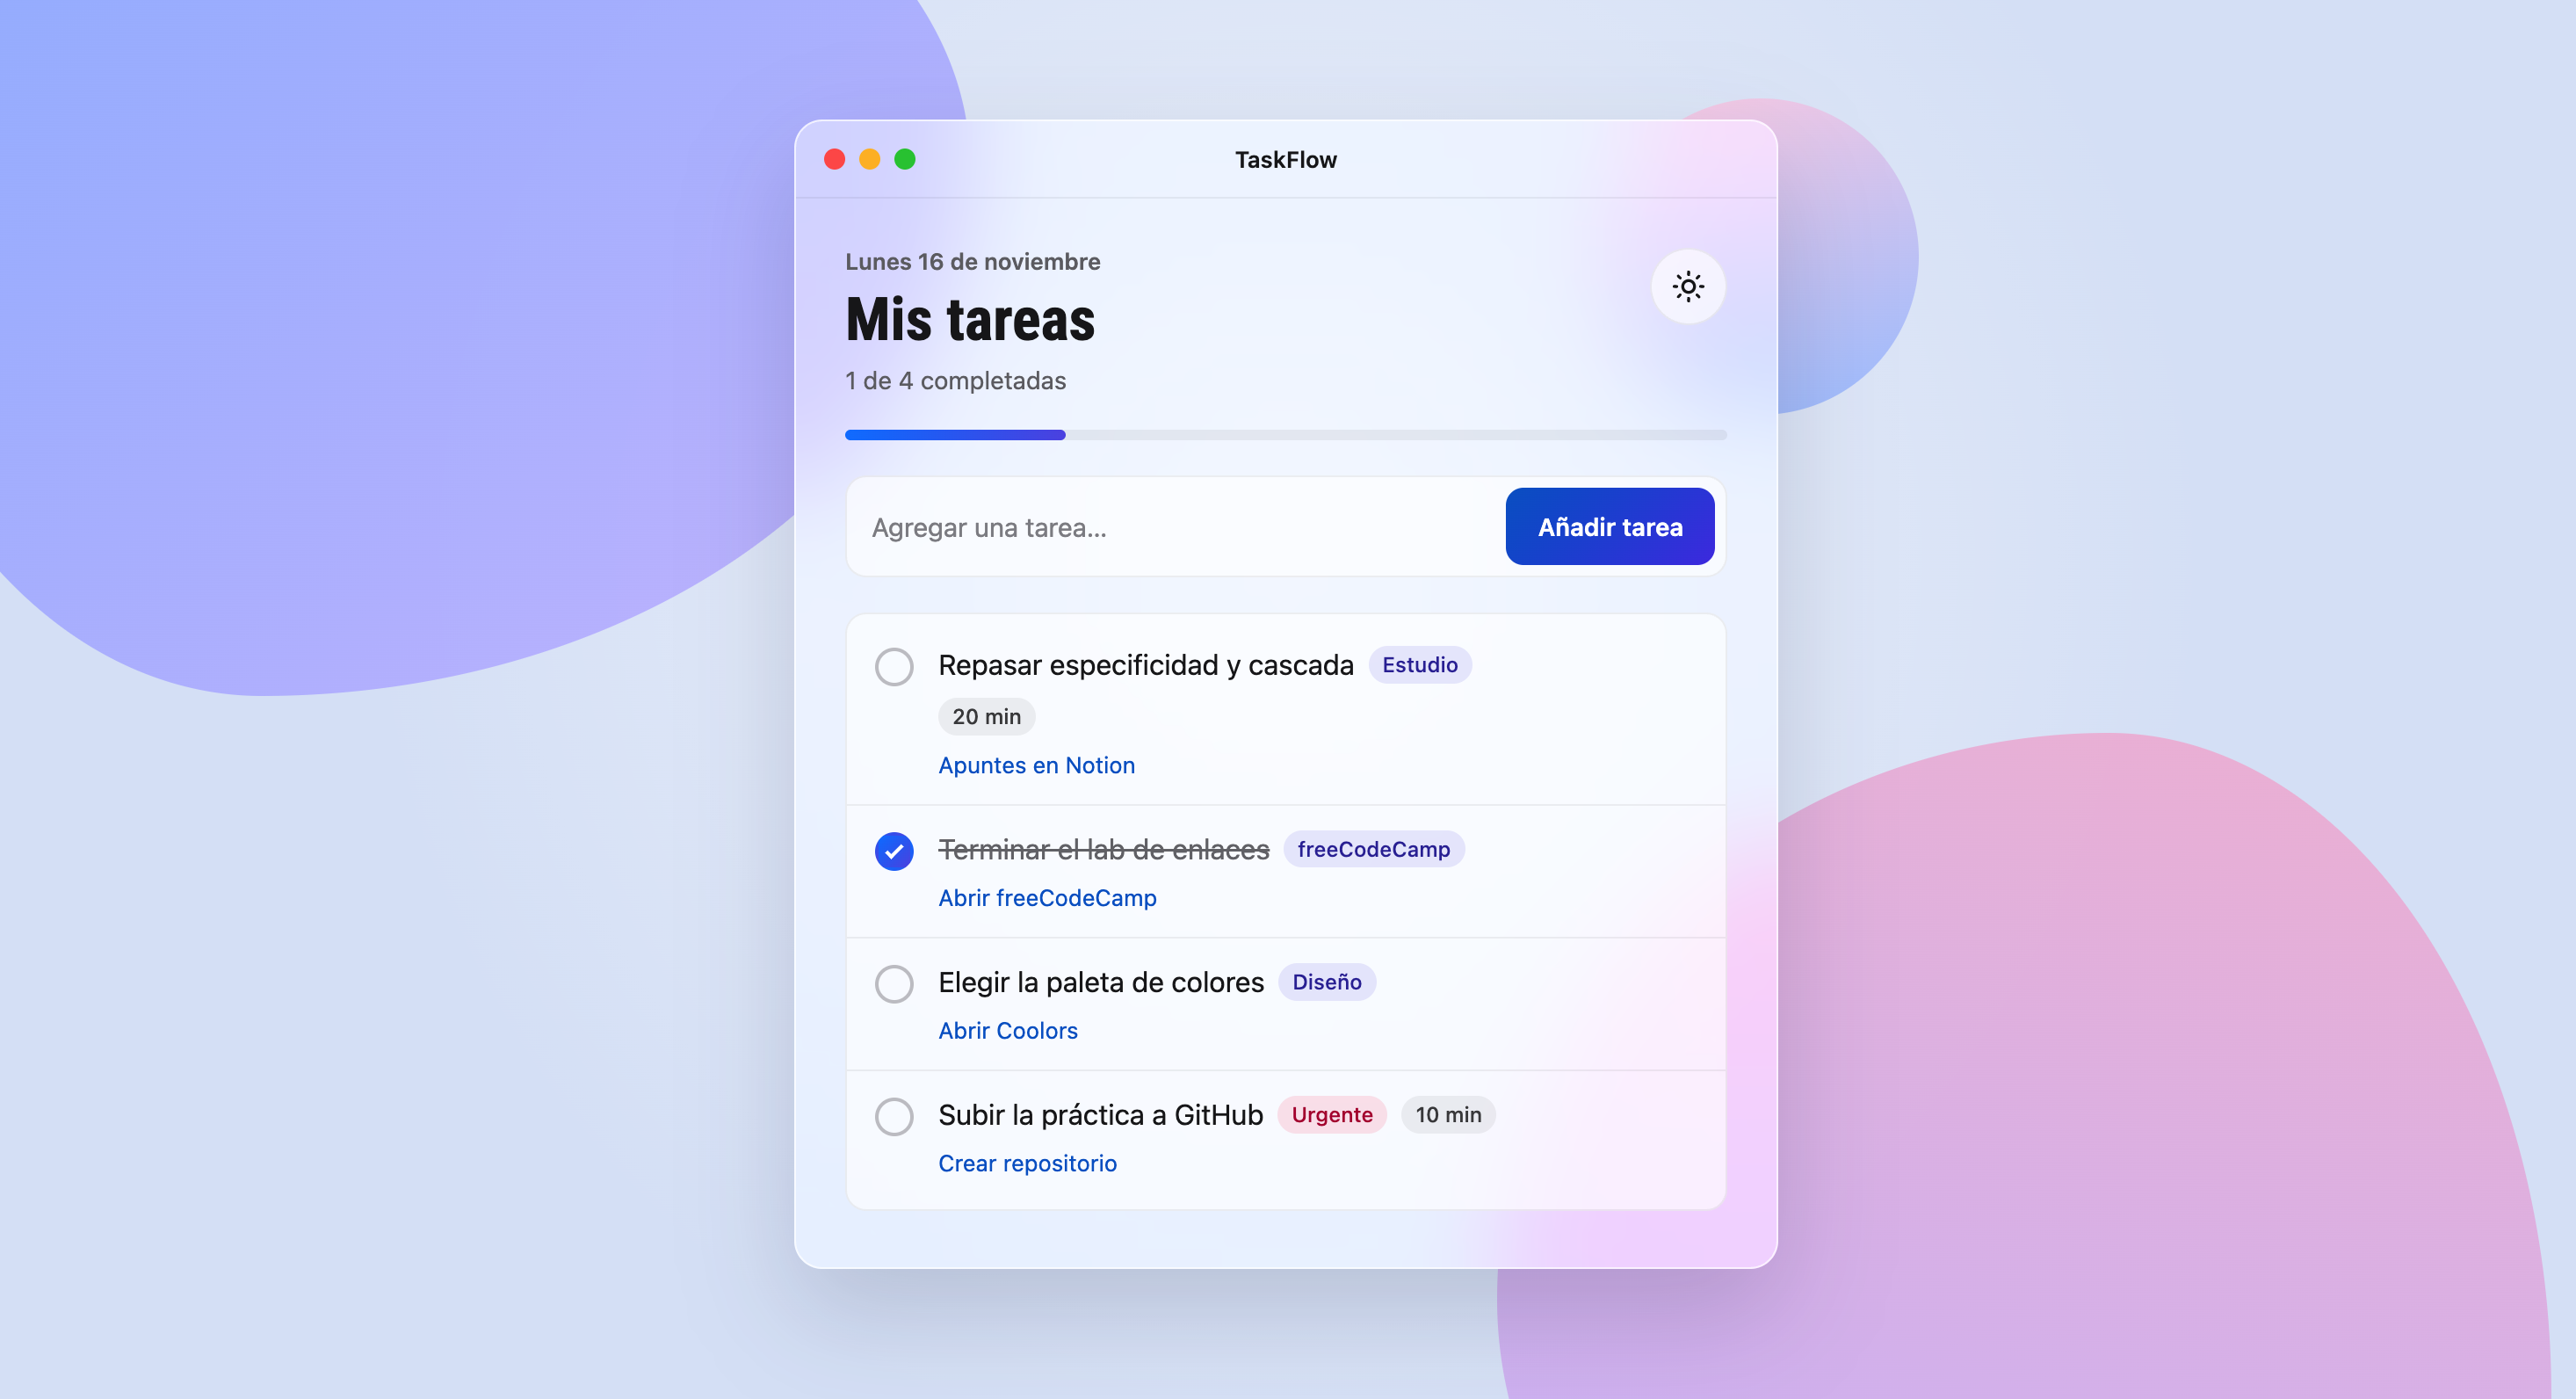 TaskFlow
Lunes 16 de noviembre
Mis tareas
1 de 4 completadas
Agregar una tarea...
Añadir tarea
Repasar especificidad y cascada Estudio
20 min
Apuntes en Notion
Terminar el lab de enlaces freeCodeCamp
Abrir freeCodeCamp
Elegir la paleta de colores Diseño
Abrir Coolors
Subir la práctica a GitHub Urgente 10 min
Crear repositorio